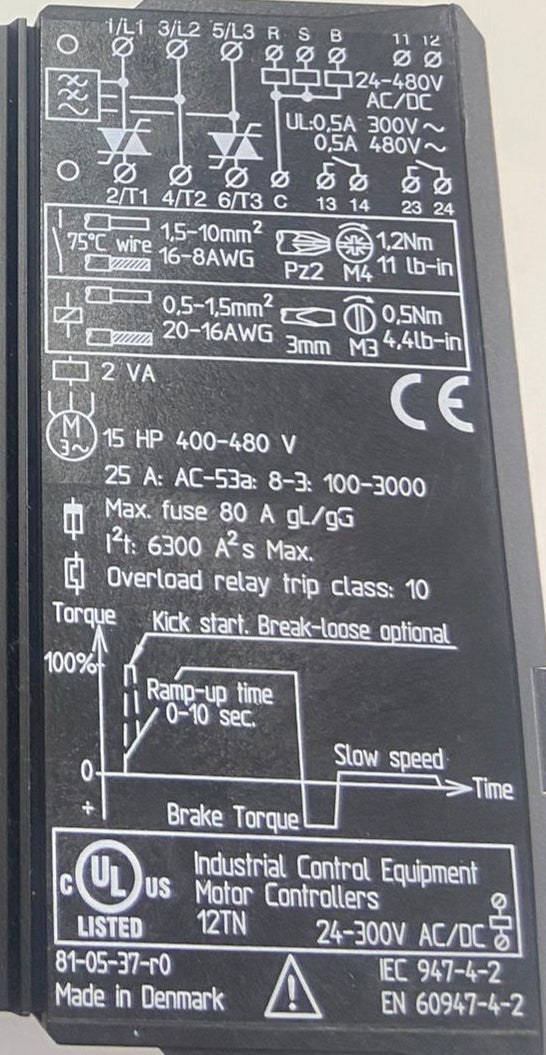 1/L1 3/L2 5/L3 R S B 11 12
24-480V
AC/DC
UL:0,5A 300V~
0,5A 480V~
2/T1 4/T2 6/T3 C 13 14 23 24
75°C wire 1,5-10mm² 1,2Nm
16-8AWG Pz2 M4 11 lb-in
0,5-1,5mm² 0,5Nm
20-16AWG 3mm M3 4,4lb-in
2 VA
CE
M
3~ 15 HP 400-480 V
25 A: AC-53a: 8-3: 100-3000
Max. fuse 80 A gL/gG
I²t: 6300 A²s Max.
Overload relay trip class: 10
Torque
Kick start. Break-loose optional
100%
Ramp-up time
0-10 sec.
Slow speed
0
Time
+
Brake Torque
C UL US
LISTED
Industrial Control Equipment
Motor Controllers
12TN 24-300V AC/DC
81-05-37-r0 IEC 947-4-2
Made in Denmark EN 60947-4-2